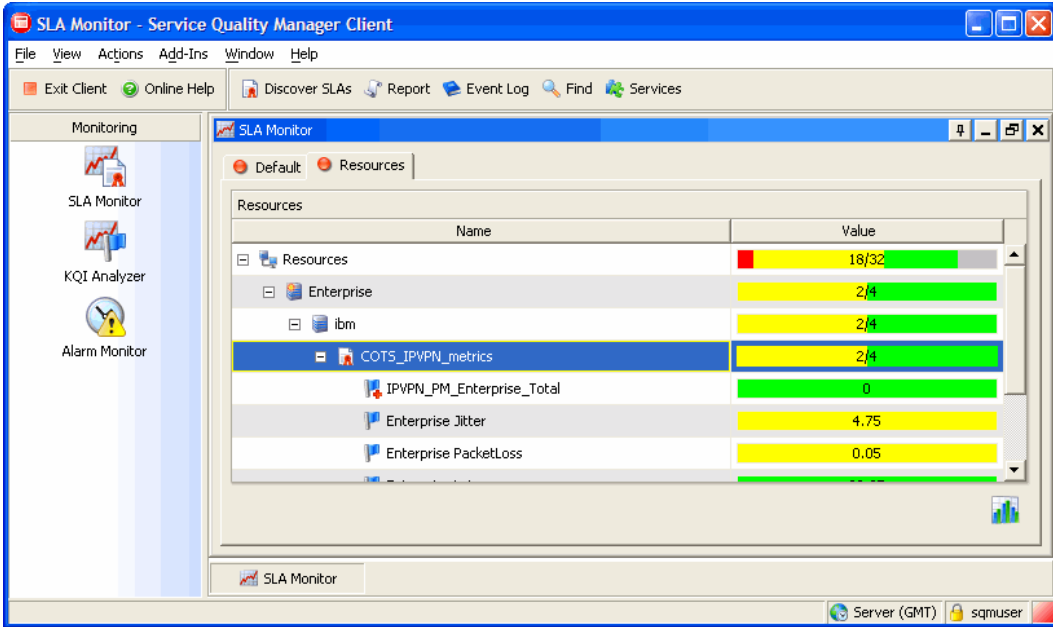 SLA Monitor - Service Quality Manager Client
File View Actions Add-Ins Window Help
Exit Client Online Help Discover SLAs Report Event Log Find Services
Monitoring
SLA Monitor
KQI Analyzer
Alarm Monitor
SLA Monitor
Default Resources
Resources
Name Value
Resources 18/32
Enterprise 2/4
ibm 2/4
COTS_IPVPN_metrics 2/4
IPVPN_PM_Enterprise_Total 0
Enterprise Jitter 4.75
Enterprise PacketLoss 0.05
SLA Monitor
Server (GMT) sqmuser